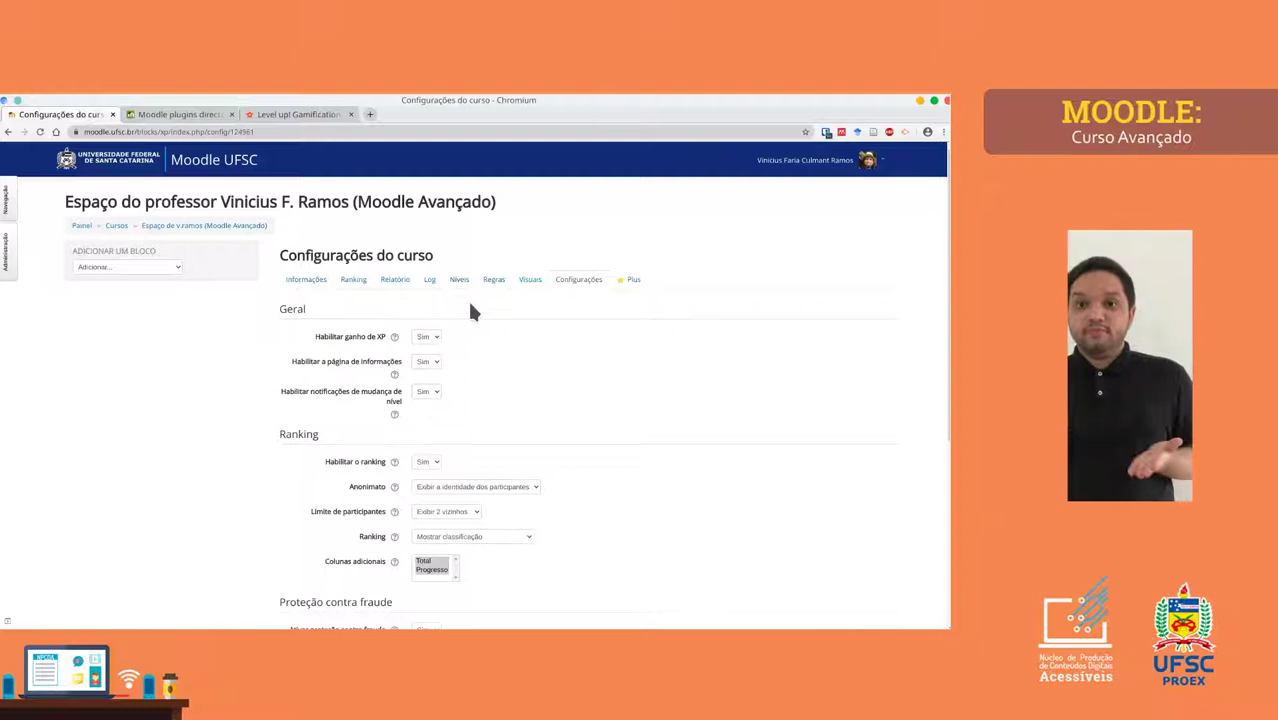 Configurações do curso - Chromium
Configurações do curs
Moodle plugins direct
Level up! Gamification
moodle.ufsc.br/blocks/xp/index.php/config/124961
UNIVERSIDADE FEDERAL
DE SANTA CATARINA
Moodle UFSC
Vinicius Faria Culmant Ramos
Navegação
Administração
Espaço do professor Vinicius F. Ramos (Moodle Avançado)
Painel
Cursos
Espaço de v.ramos (Moodle Avançado)
ADICIONAR UM BLOCO
Adicionar...
Configurações do curso
Informações Ranking Relatório Log Níveis Regras Visuais Configurações Plus
Geral
Habilitar ganho de XP Sim
Habilitar a página de informações Sim
Habilitar notificações de mudança de Sim
nível
Ranking
Habilitar o ranking Sim
Anonimato Exibir a identidade dos participantes
Limite de participantes Exibir 2 vizinhos
Ranking Mostrar classificação
Colunas adicionais Total
Progresso
Proteção contra fraude
MOODLE:
Curso Avançado
Núcleo de Produção
de Conteúdos Digitais
Acessíveis
UFSC
PROEX